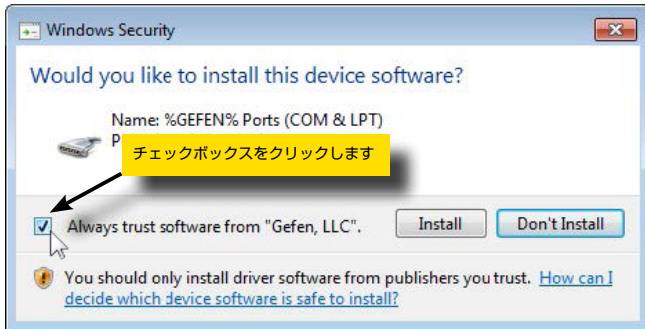 Windows Security
Would you like to install this device software?
Name: %GEFEN% Ports (COM & LPT)
チェックボックスをクリックします
Always trust software from "Gefen, LLC".
Install
Don't Install
You should only install driver software from publishers you trust. How can I
decide which device software is safe to install?